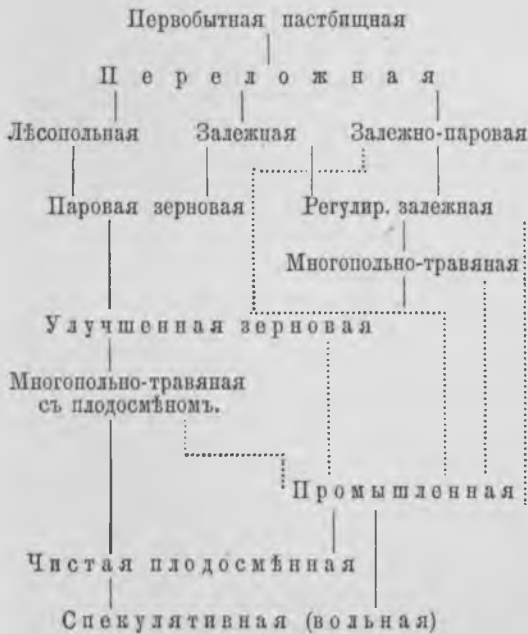 Первобытная пастбищная
Переложная
Лѣсопольная Залежная Залежно-паровая
Паровая зерновая Регулир. залежная
Многопольно-травяная
Улучшенная зерновая
Многопольно-травяная
съ плодосмѣномъ.
Промышленная
Чистая плодосмѣнная
Спекулятивная (вольная)